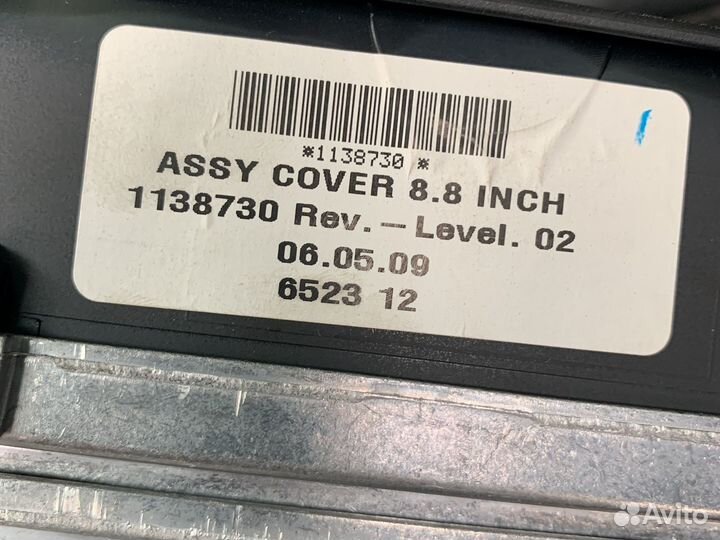 *1138730 *
ASSY COVER 8.8 INCH
1138730 Rev. – Level. 02
06.05.09
6523 12
Avito